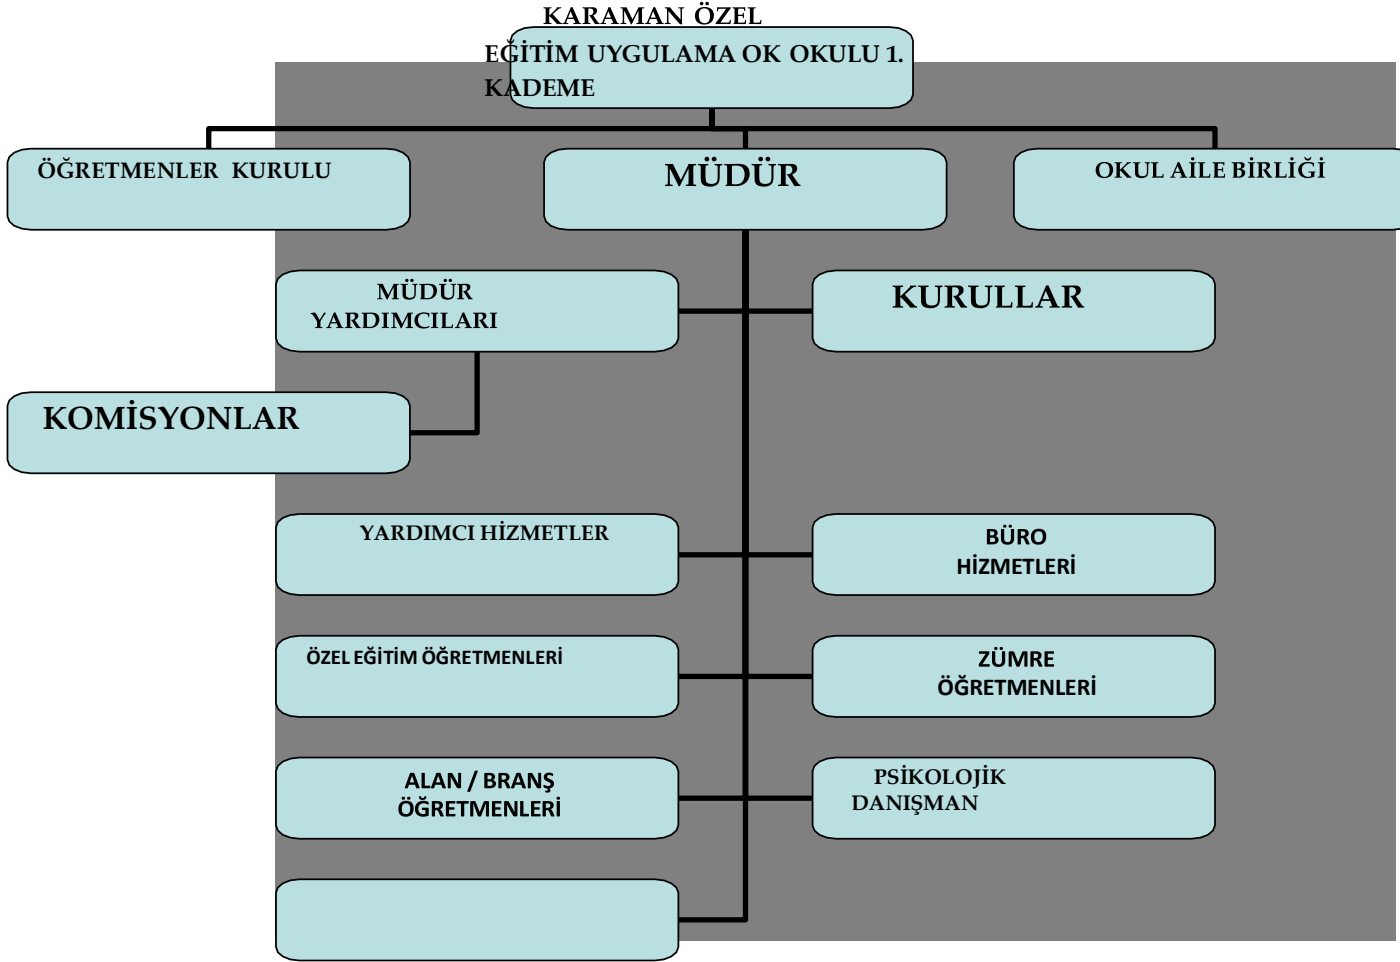 KARAMAN ÖZEL
EĞİTİM UYGULAMA OK OKULU 1.
KADEME
ÖĞRETMENLER KURULU
MÜDÜR
OKUL AİLE BİRLİĞİ
MÜDÜR
YARDIMCILARI
KURULLAR
KOMİSYONLAR
YARDIMCI HİZMETLER
BÜRO
HİZMETLERİ
ÖZEL EĞİTİM ÖĞRETMENLERİ
ZÜMRE
ÖĞRETMENLERİ
ALAN / BRANŞ
ÖĞRETMENLERİ
PSİKOLOJİK
DANIŞMAN